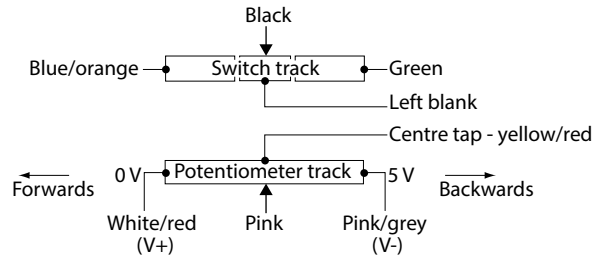 Black
Blue/orange
Switch track
Green
Left blank
Centre tap - yellow/red
Forwards
0 V
Potentiometer track
5 V
Backwards
White/red
(V+)
Pink
Pink/grey
(V-)